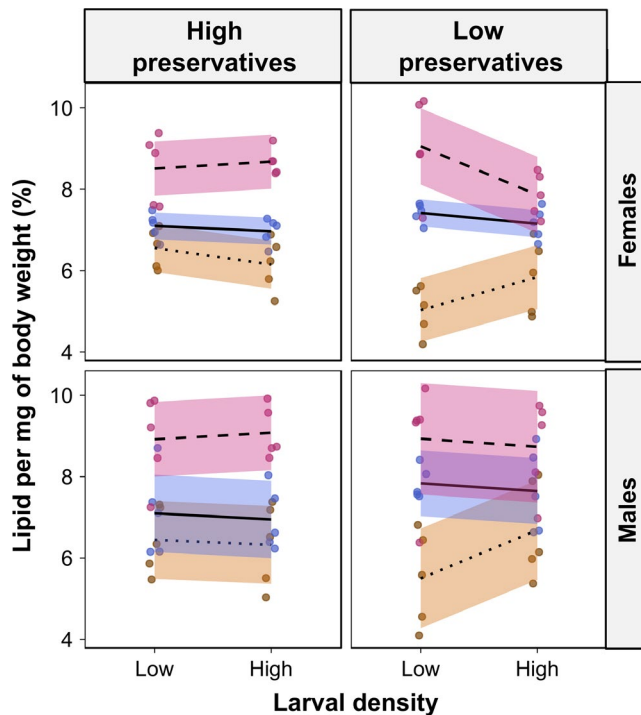 High
preservatives
Low
preservatives
Lipid per mg of body weight (%)
10
8
6
4
Females
10
8
6
4
Males
Low
High
Low
High
Larval density